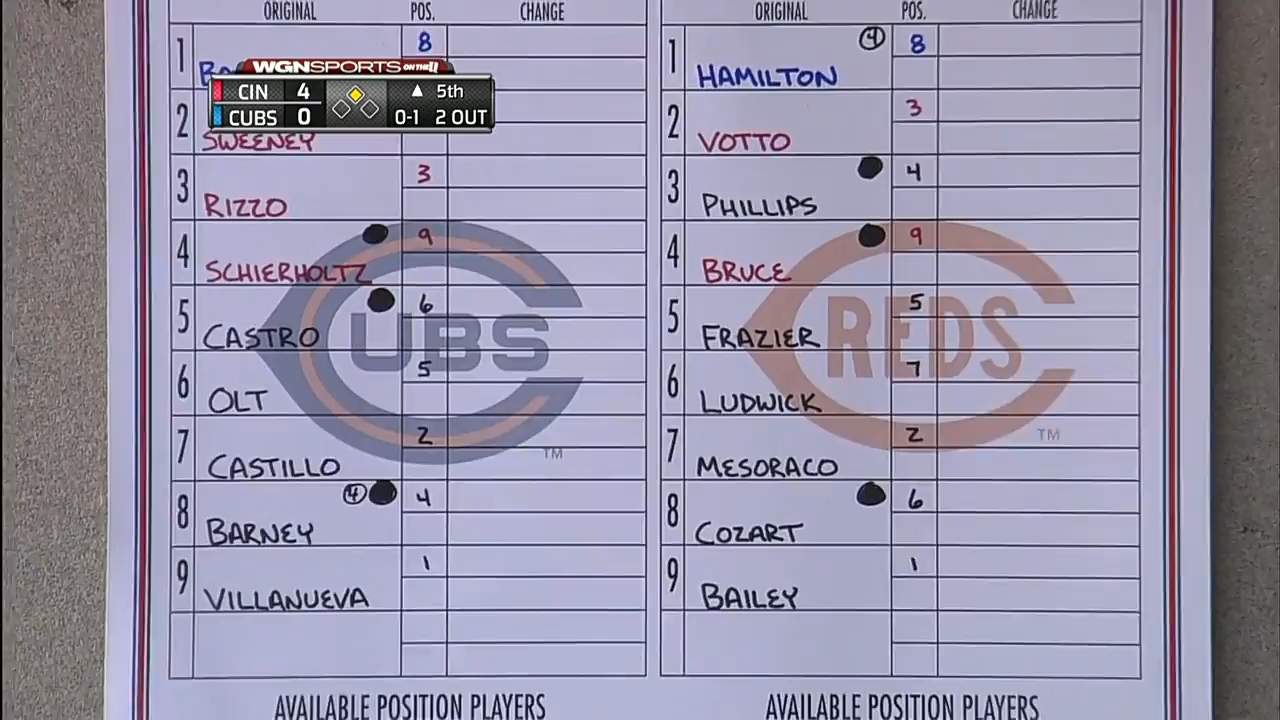 ORIGINAL POS. CHANGE ORIGINAL POS. CHANGE
1 8 1 4 8
HAMILTON
WGNSPORTS ON THE U
CIN 4 ▲ 5th
CUBS 0 0-1 2 OUT
2 SWEENEY 2 VOTTO 3
3 RIZZO 3 3 PHILLIPS 4
4 SCHIERHOLTZ 9 4 BRUCE 9
5 CASTRO 6 5 FRAZIER 5
6 OLT 5 6 LUDWICK 7
7 CASTILLO 2 7 MESORACO 2
8 BARNEY 4 4 8 COZART 6
9 VILLANUEVA 1 9 BAILEY 1
CUBS TM
REDS TM
AVAILABLE POSITION PLAYERS AVAILABLE POSITION PLAYERS